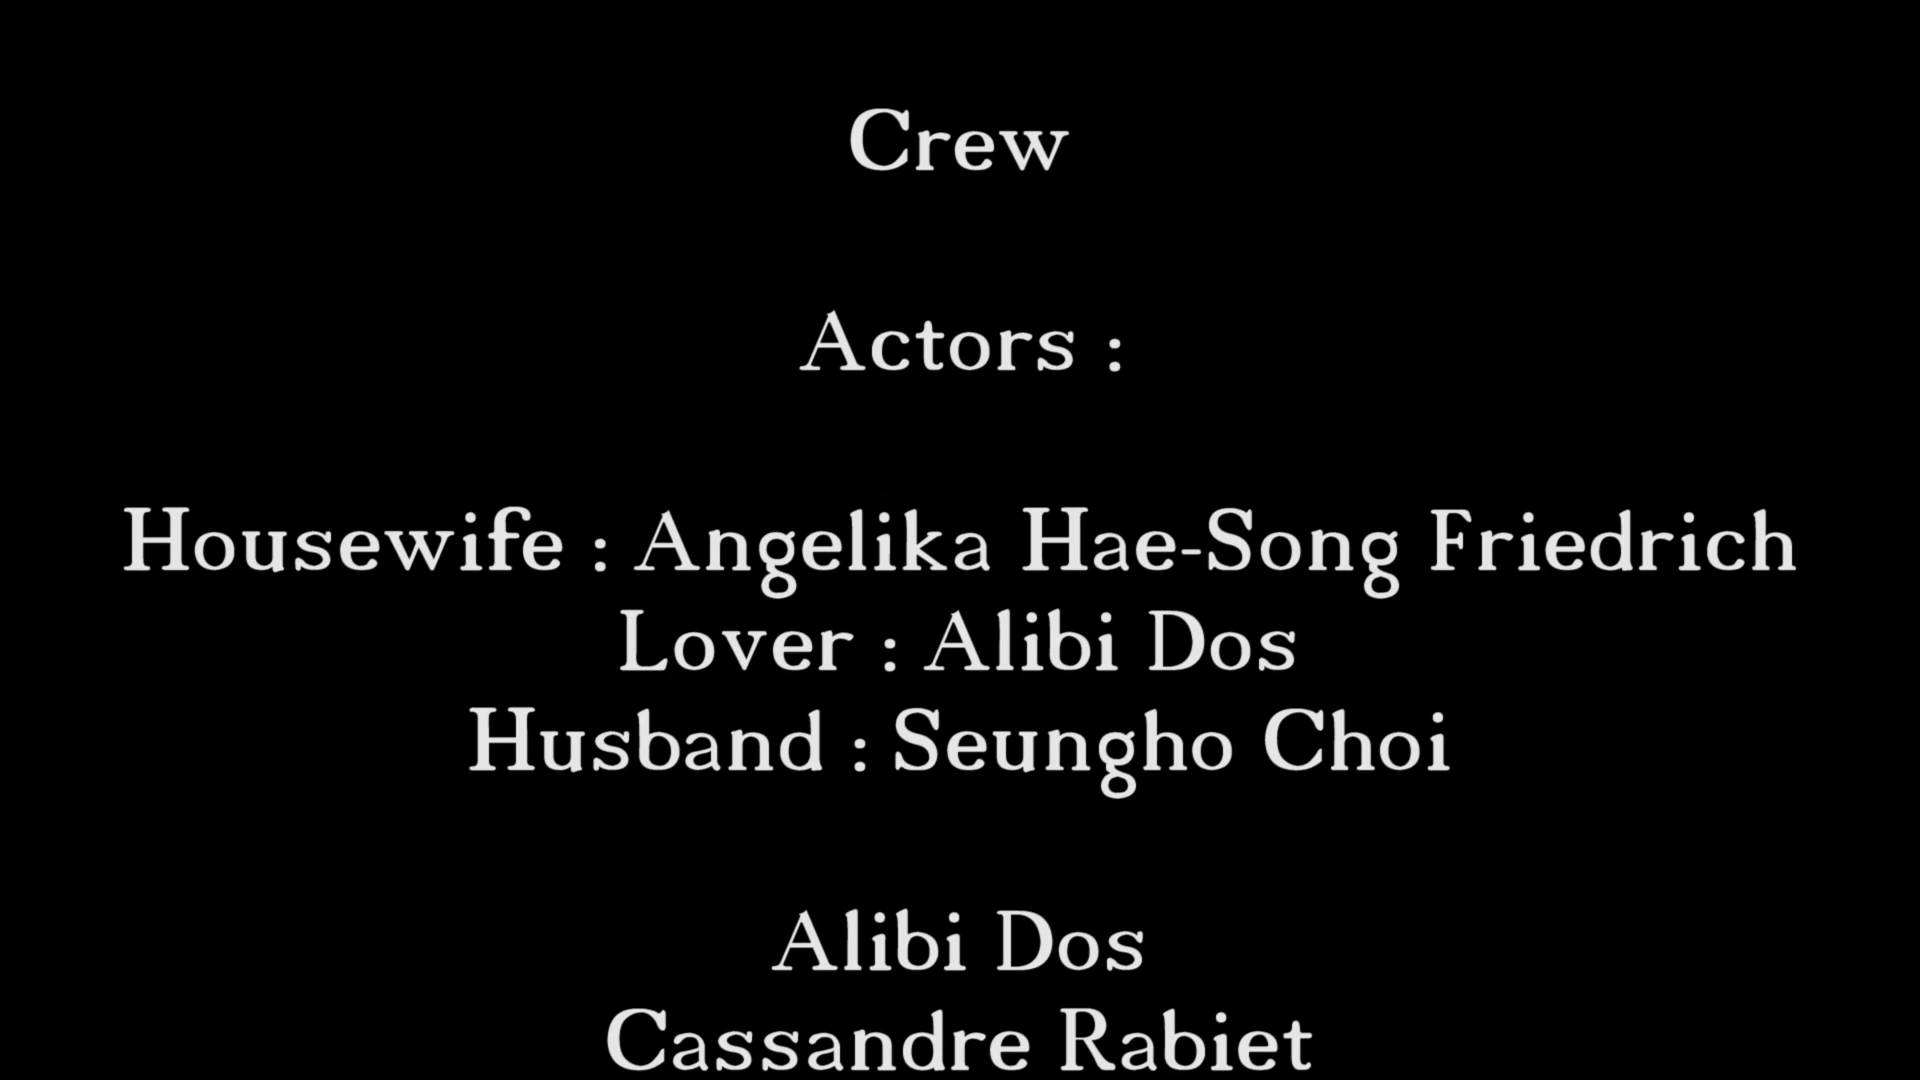 Crew
Actors :
Housewife : Angelika Hae-Song Friedrich
Lover : Alibi Dos
Husband : Seungho Choi
Alibi Dos
Cassandre Rabiet